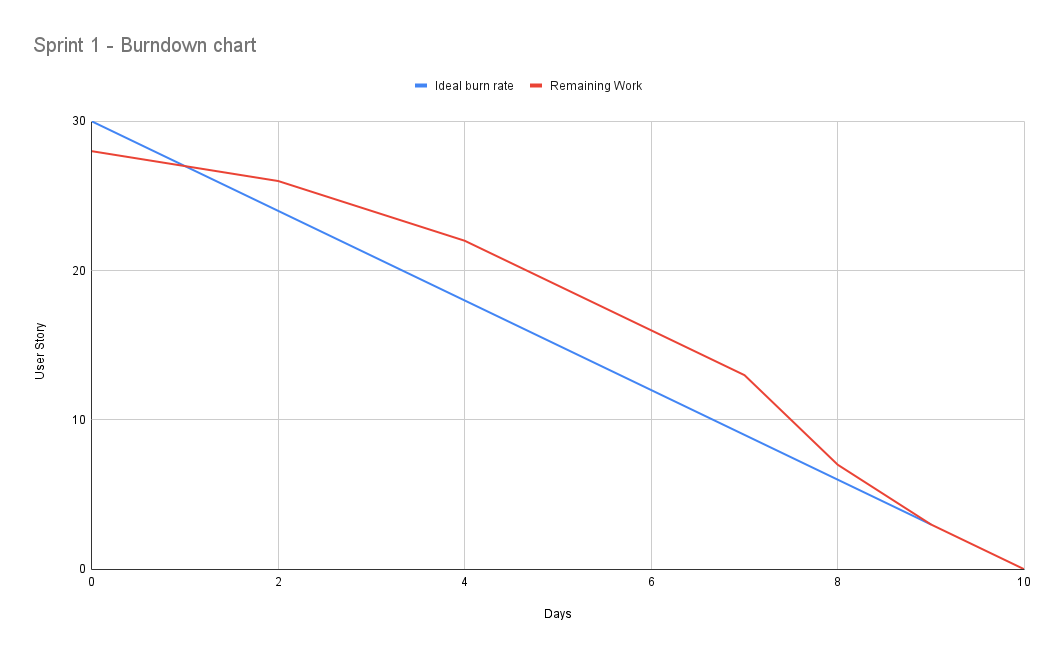 Sprint 1 - Burndown chart
Ideal burn rate
Remaining Work
30
20
10
0
User Story
0 2 4 6 8 10
Days